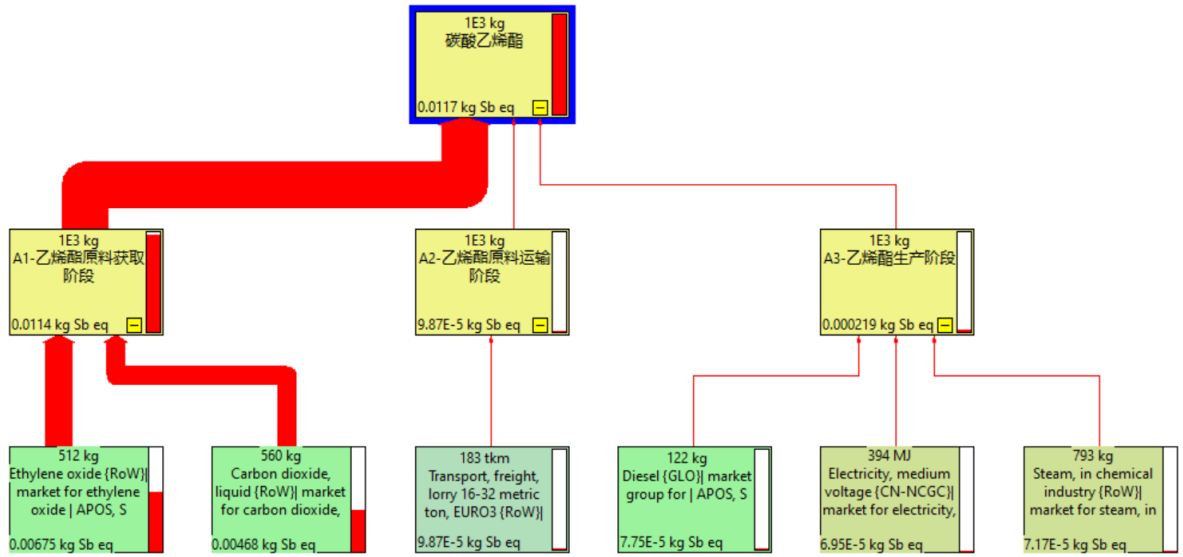 1E3 kg
碳酸乙烯酯
0.0117 kg Sb eq
1E3 kg
A1-乙烯酯原料获取
阶段
0.0114 kg Sb eq
1E3 kg
A2-乙烯酯原料运输
阶段
9.87E-5 kg Sb eq
1E3 kg
A3-乙烯酯生产阶段
0.000219 kg Sb eq
512 kg
Ethylene oxide {RoW}|
market for ethylene
oxide | APOS, S
0.00675 kg Sb eq
560 kg
Carbon dioxide,
liquid {RoW}| market
for carbon dioxide,
0.00468 kg Sb eq
183 tkm
Transport, freight,
lorry 16-32 metric
ton, EURO3 {RoW}|
9.87E-5 kg Sb eq
122 kg
Diesel {GLO}| market
group for | APOS, S
7.75E-5 kg Sb eq
394 MJ
Electricity, medium
voltage {CN-NCGC}|
market for electricity,
6.95E-5 kg Sb eq
793 kg
Steam, in chemical
industry {RoW}|
market for steam, in
7.17E-5 kg Sb eq